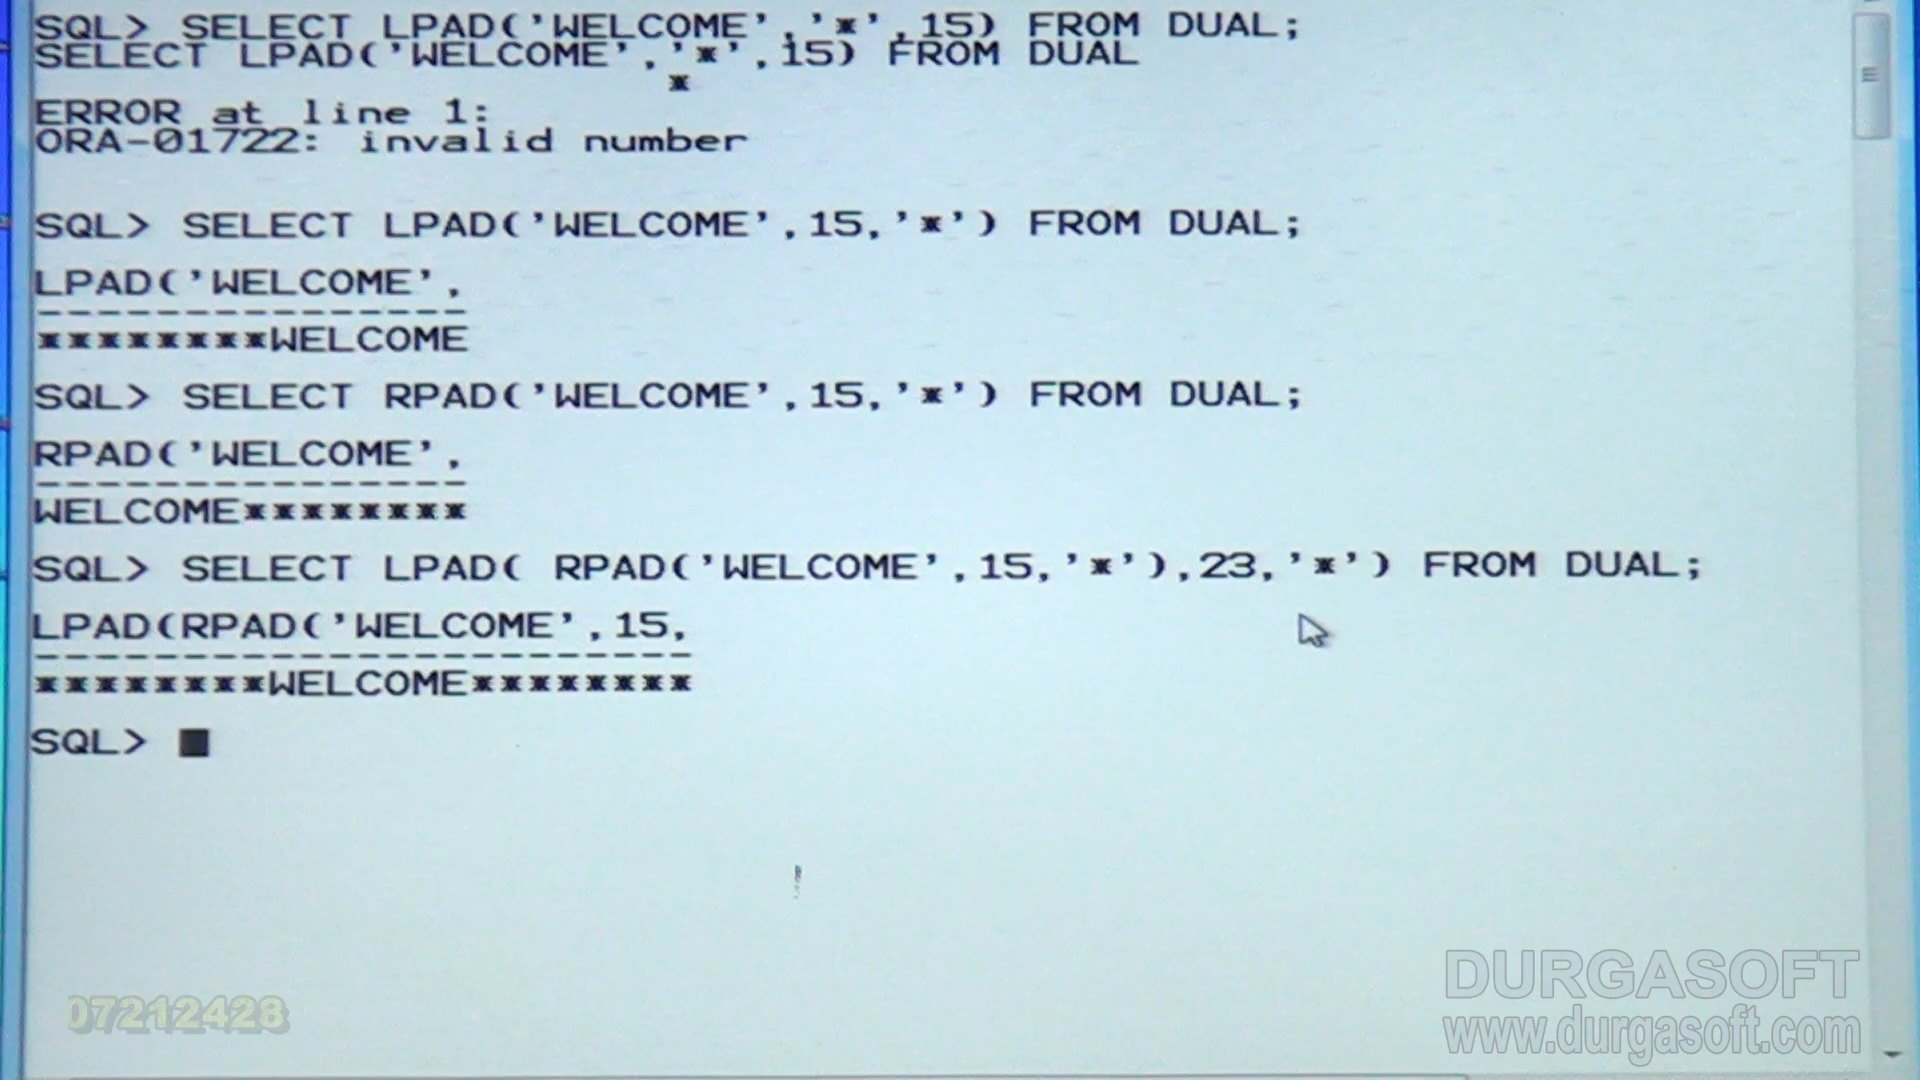 SQL> SELECT LPAD('WELCOME','*',15) FROM DUAL;
SELECT LPAD('WELCOME','*',15) FROM DUAL
*
ERROR at line 1:
ORA-01722: invalid number
SQL> SELECT LPAD('WELCOME',15,'*') FROM DUAL;
LPAD('WELCOME',
---------------
********WELCOME
SQL> SELECT RPAD('WELCOME',15,'*') FROM DUAL;
RPAD('WELCOME',
---------------
WELCOME********
SQL> SELECT LPAD( RPAD('WELCOME',15,'*'),23,'*') FROM DUAL;
LPAD(RPAD('WELCOME',15,
-----------------------
********WELCOME********
SQL>
07212428
DURGASOFT
www.durgasoft.com